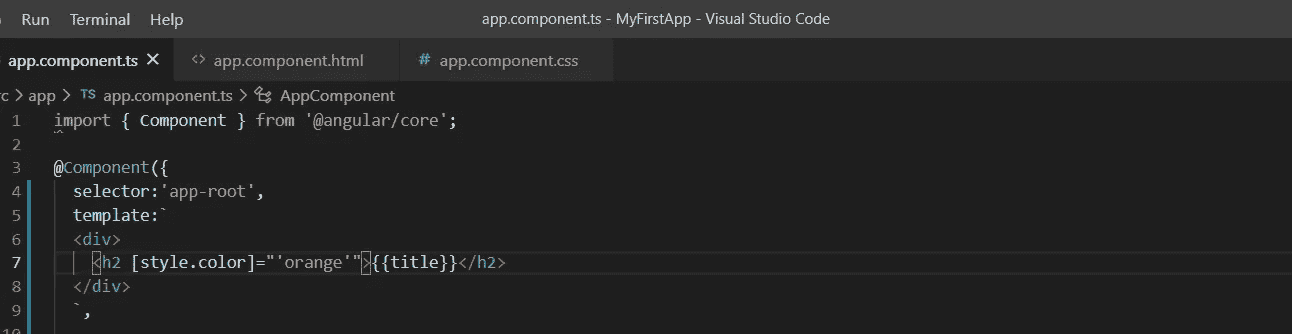 Run Terminal Help app.component.ts - MyFirstApp - Visual Studio Code
app.component.ts × <> app.component.html # app.component.css
rc > app > TS app.component.ts > AppComponent
1 import { Component } from '@angular/core';
2
3 @Component({
4 selector:'app-root',
5 template:`
6 <div>
7 <h2 [style.color]="'orange'">{{title}}</h2>
8 </div>
9 `,
10